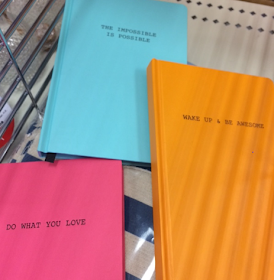 THE IMPOSSIBLE
IS POSSIBLE
WAKE UP & BE AWESOME
DO WHAT YOU LOVE